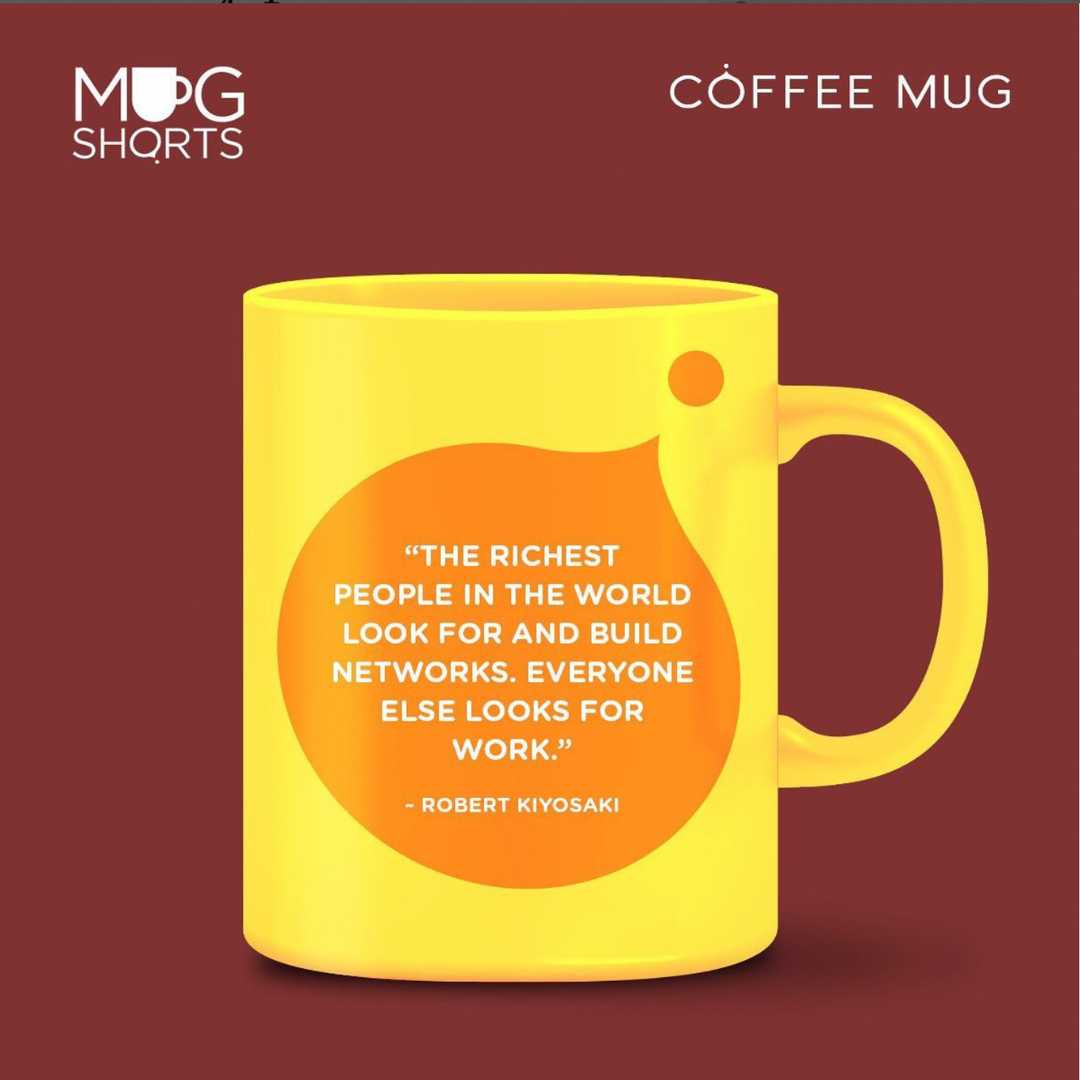 MUG
SHORTS
COFFEE MUG
“THE RICHEST
PEOPLE IN THE WORLD
LOOK FOR AND BUILD
NETWORKS. EVERYONE
ELSE LOOKS FOR
WORK.”
~ ROBERT KIYOSAKI